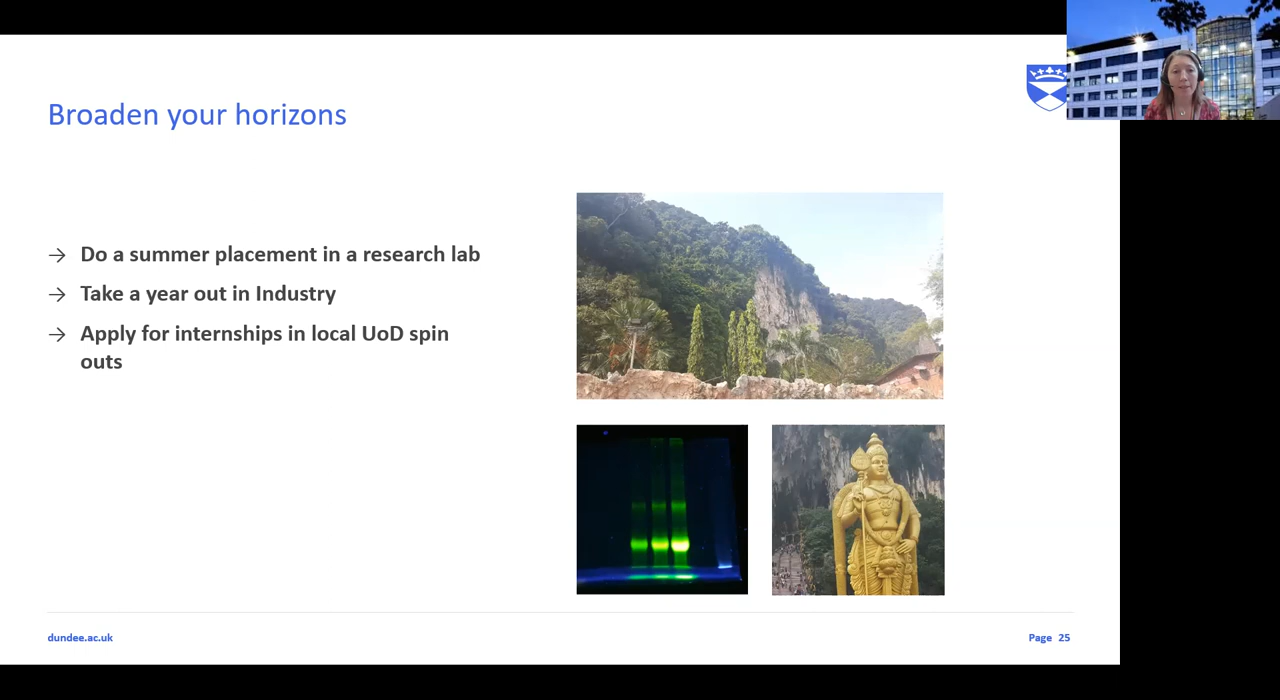 Broaden your horizons
→ Do a summer placement in a research lab
→ Take a year out in Industry
→ Apply for internships in local UoD spin
outs
dundee.ac.uk
Page 25